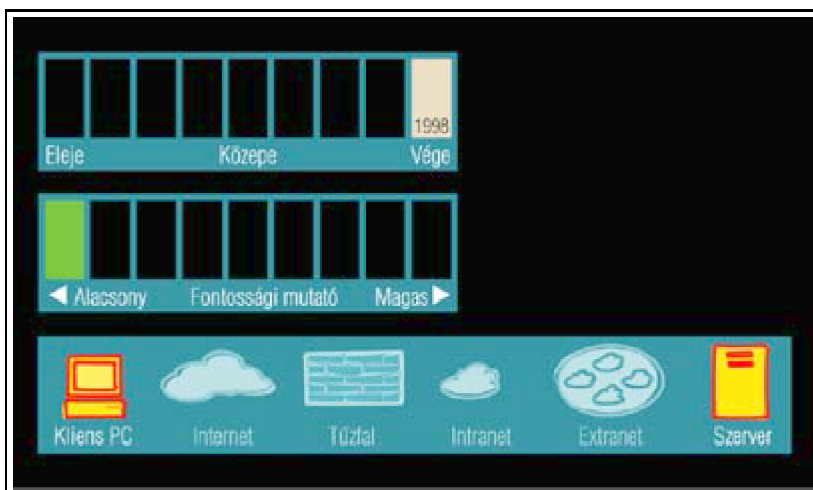 1998
Eleje Közepe Vége
Alacsony Fontossági mutató Magas
Kliens PC Internet Tűzfal Intranet Extranet Szerver